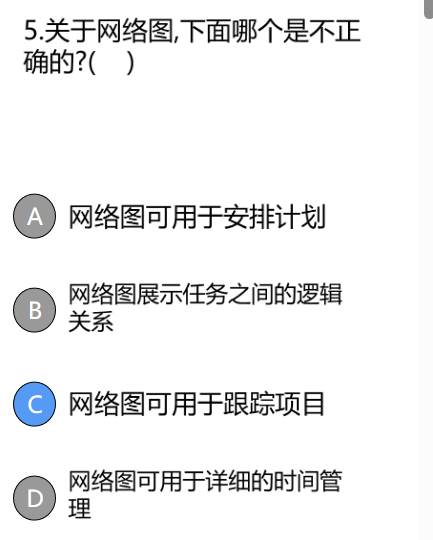 5.关于网络图,下面哪个是不正
确的?(    )
A 网络图可用于安排计划
B 网络图展示任务之间的逻辑
关系
C 网络图可用于跟踪项目
D 网络图可用于详细的时间管
理